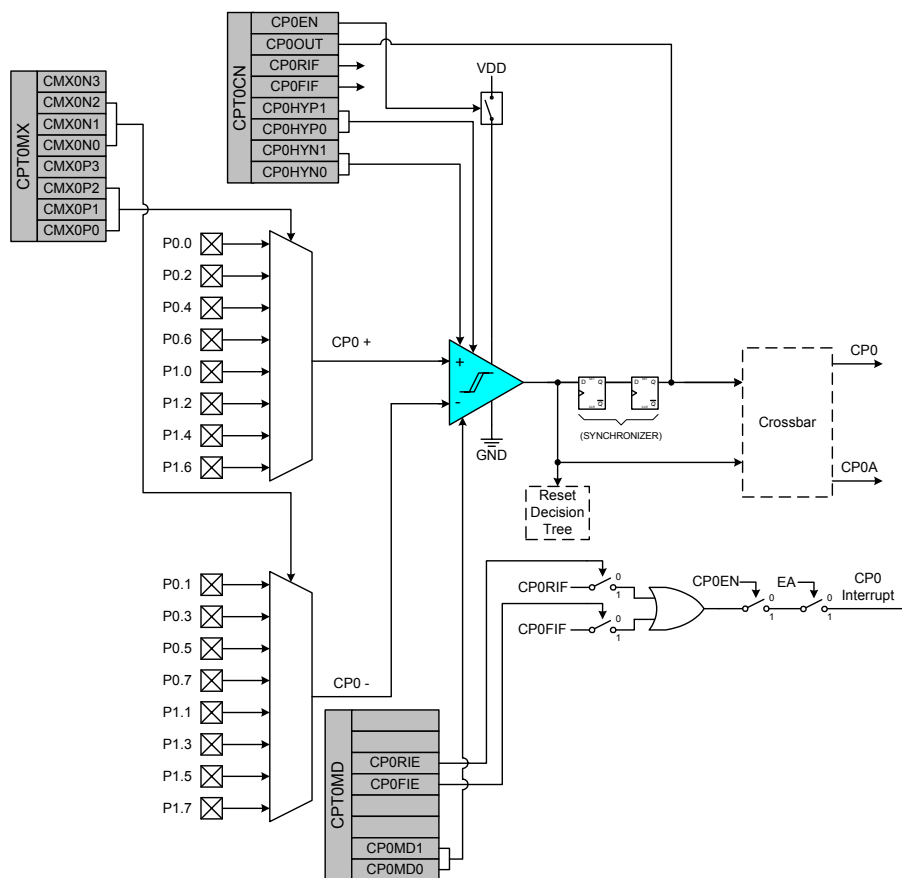 CPT0CN
CP0EN
CP0OUT
CP0RIF
CP0FIF
CP0HYP1
CP0HYP0
CP0HYN1
CP0HYN0
VDD
CPT0MX
CMX0N3
CMX0N2
CMX0N1
CMX0N0
CMX0P3
CMX0P2
CMX0P1
CMX0P0
P0.0
P0.2
P0.4
P0.6
P1.0
P1.2
P1.4
P1.6
CP0 +
+
-
GND
D SET Q
CLR Q
D SET Q
CLR Q
(SYNCHRONIZER)
Crossbar
CP0
CP0A
Reset
Decision
Tree
P0.1
P0.3
P0.5
P0.7
P1.1
P1.3
P1.5
P1.7
CP0 -
CP0RIF
0
1
CP0FIF
0
1
CP0EN
0
1
EA
0
1
CP0
Interrupt
CPT0MD
CP0RIE
CP0FIE
CP0MD1
CP0MD0